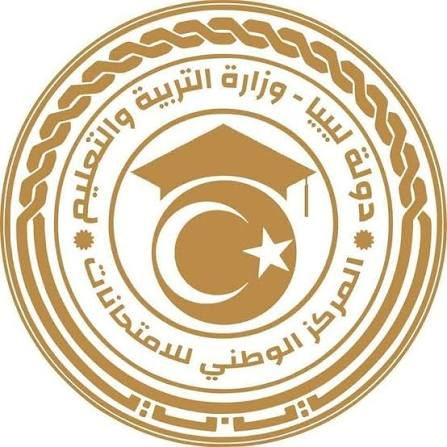 دولة ليبيا - وزارة التربية والتعليم
المركز الوطني للامتحانات